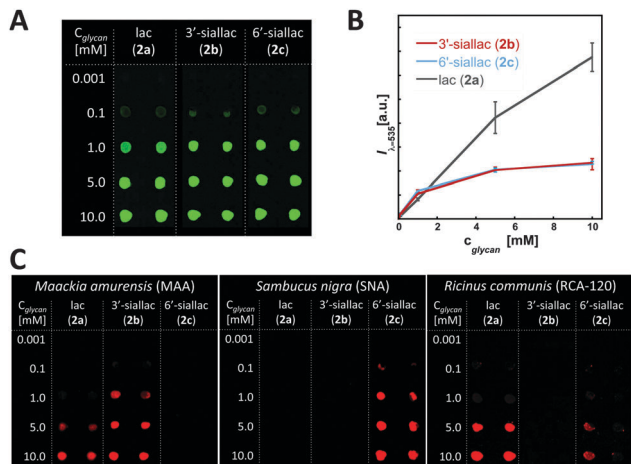 A
C_glycan [mM]
lac (2a)
3'-siallac (2b)
6'-siallac (2c)
0.001
0.1
1.0
5.0
10.0
B
3'-siallac (2b)
6'-siallac (2c)
lac (2a)
I_λ=535 [a.u.]
0 2 4 6 8 10
c_glycan [mM]
C
Maackia amurensis (MAA)
Sambucus nigra (SNA)
Ricinus communis (RCA-120)
C_glycan [mM]
lac (2a)
3'-siallac (2b)
6'-siallac (2c)
0.001
0.1
1.0
5.0
10.0
C_glycan [mM]
lac (2a)
3'-siallac (2b)
6'-siallac (2c)
0.001
0.1
1.0
5.0
10.0
C_glycan [mM]
lac (2a)
3'-siallac (2b)
6'-siallac (2c)
0.001
0.1
1.0
5.0
10.0